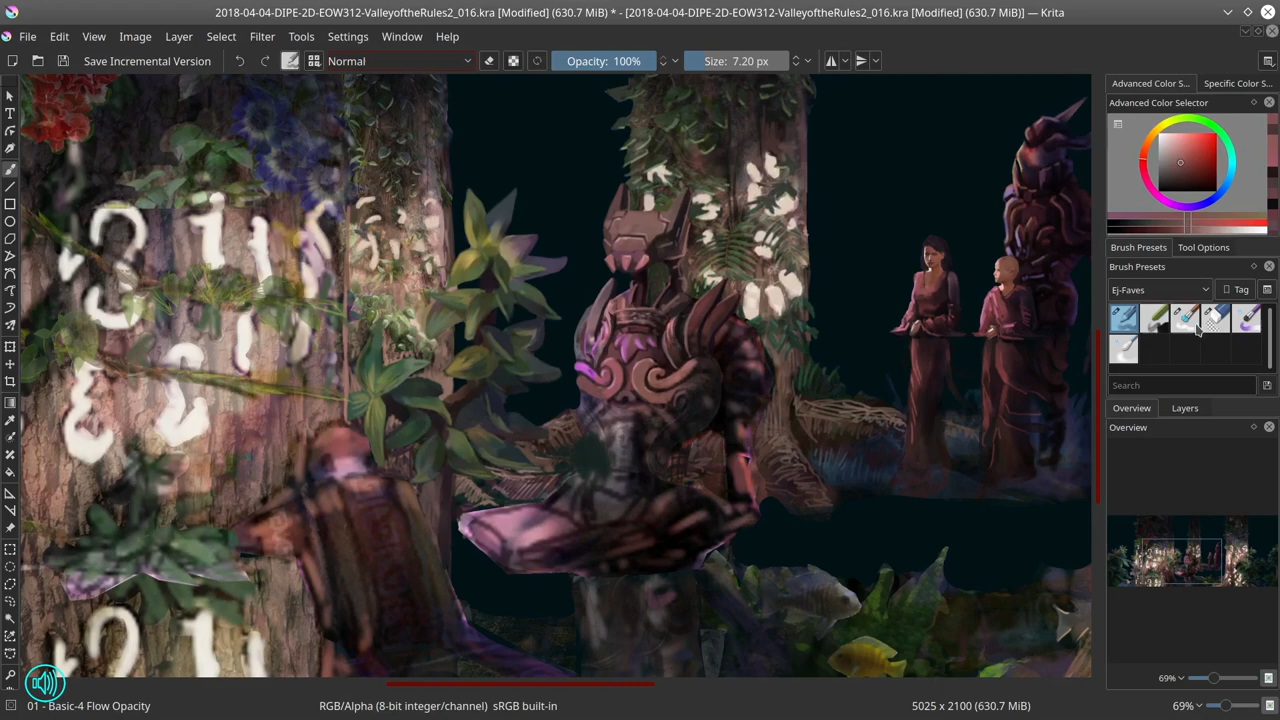 2018-04-04-DIPE-2D-EOW312-ValleyoftheRules2_016.kra [Modified] (630.7 MiB) * - [2018-04-04-DIPE-2D-EOW312-ValleyoftheRules2_016.kra [Modified] (630.7 MiB)] — Krita
File Edit View Image Layer Select Filter Tools Settings Window Help
Save Incremental Version Normal Opacity: 100% Size: 7.20 px
Advanced Color S... Specific Color S...
Advanced Color Selector
Brush Presets Tool Options
Brush Presets
Ej-Faves Tag
Search
Overview Layers
Overview
69%
01 - Basic-4 Flow Opacity RGB/Alpha (8-bit integer/channel) sRGB built-in 5025 x 2100 (630.7 MiB) 69%